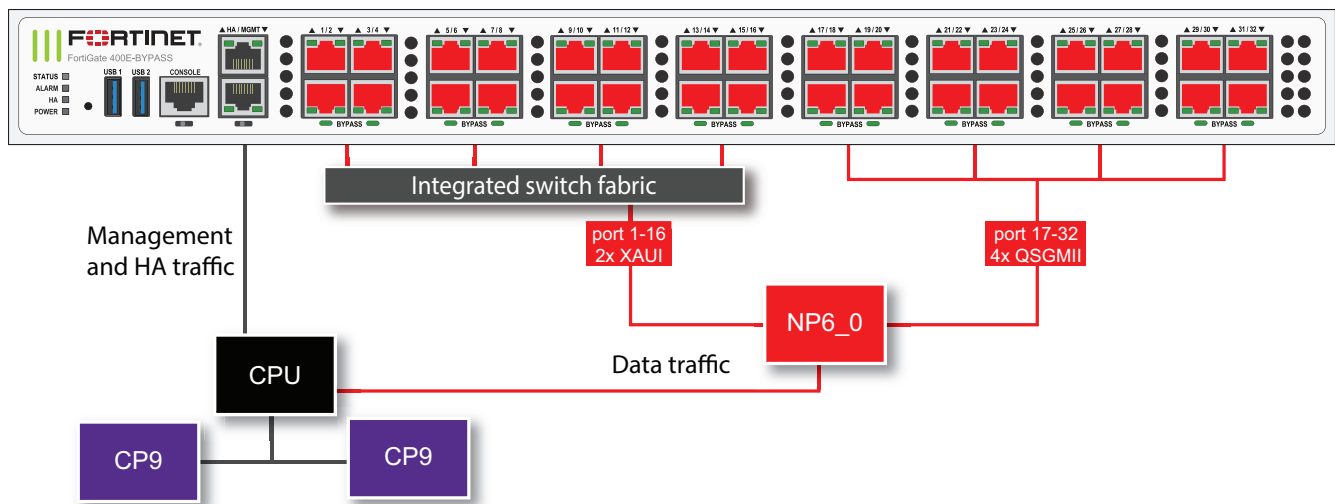 FORTINET
FortiGate 400E-BYPASS
STATUS
ALARM
HA
POWER
USB 1
USB 2
CONSOLE
▲ HA / MGMT ▼
▲ 1 / 2 ▼
▲ 3 / 4 ▼
▲ 5 / 6 ▼
▲ 7 / 8 ▼
▲ 9 / 10 ▼
▲ 11 / 12 ▼
▲ 13 / 14 ▼
▲ 15 / 16 ▼
▲ 17 / 18 ▼
▲ 19 / 20 ▼
▲ 21 / 22 ▼
▲ 23 / 24 ▼
▲ 25 / 26 ▼
▲ 27 / 28 ▼
▲ 29 / 30 ▼
▲ 31 / 32 ▼
BYPASS
BYPASS
BYPASS
BYPASS
BYPASS
BYPASS
BYPASS
BYPASS
Integrated switch fabric
Management
and HA traffic
port 1-16
2x XAUI
port 17-32
4x QSGMII
NP6_0
Data traffic
CPU
CP9
CP9